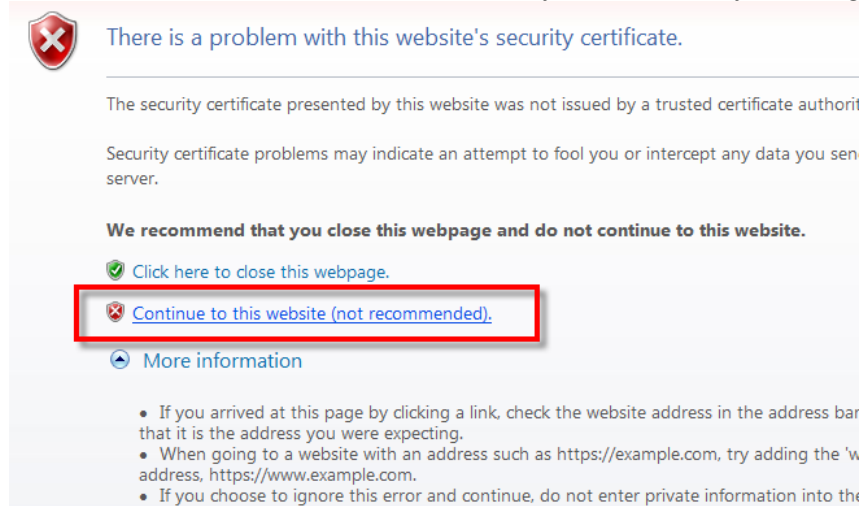 There is a problem with this website's security certificate.
The security certificate presented by this website was not issued by a trusted certificate authorit
Security certificate problems may indicate an attempt to fool you or intercept any data you sen
server.
We recommend that you close this webpage and do not continue to this website.
Click here to close this webpage.
Continue to this website (not recommended).
More information
• If you arrived at this page by clicking a link, check the website address in the address bar
that it is the address you were expecting.
• When going to a website with an address such as https://example.com, try adding the 'w
address, https://www.example.com.
• If you choose to ignore this error and continue, do not enter private information into the